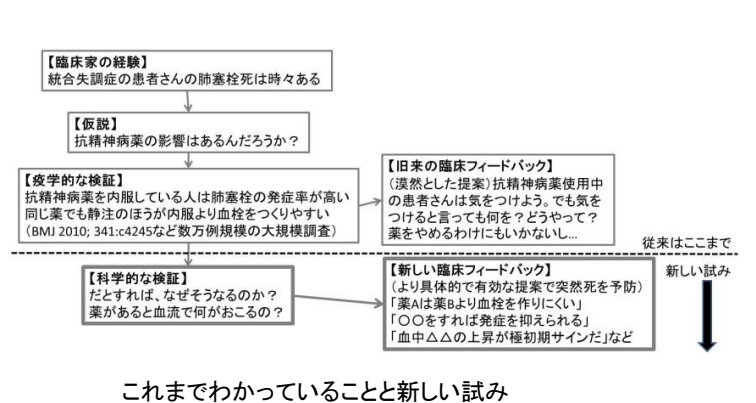 【臨床家の経験】
統合失調症の患者さんの肺塞栓死は時々ある
【仮説】
抗精神病薬の影響はあるんだろうか？
【疫学的な検証】
抗精神病薬を内服している人は肺塞栓の発症率が高い
同じ薬でも静注のほうが内服より血栓をつくりやすい
（BMJ 2010; 341:c4245など数万例規模の大規模調査）
【旧来の臨床フィードバック】
（漠然とした提案）抗精神病薬使用中
の患者さんは気をつけよう。でも気を
つけると言っても何を？どうやって？
薬をやめるわけにもいかないし…
従来はここまで
新しい試み
【科学的な検証】
だとすれば、なぜそうなるのか？
薬があると血流で何がおこるの？
【新しい臨床フィードバック】
（より具体的で有効な提案で突然死を予防）
「薬Aは薬Bより血栓を作りにくい」
「〇〇をすれば発症を抑えられる」
「血中△△の上昇が極初期サインだ」など
これまでわかっていることと新しい試み